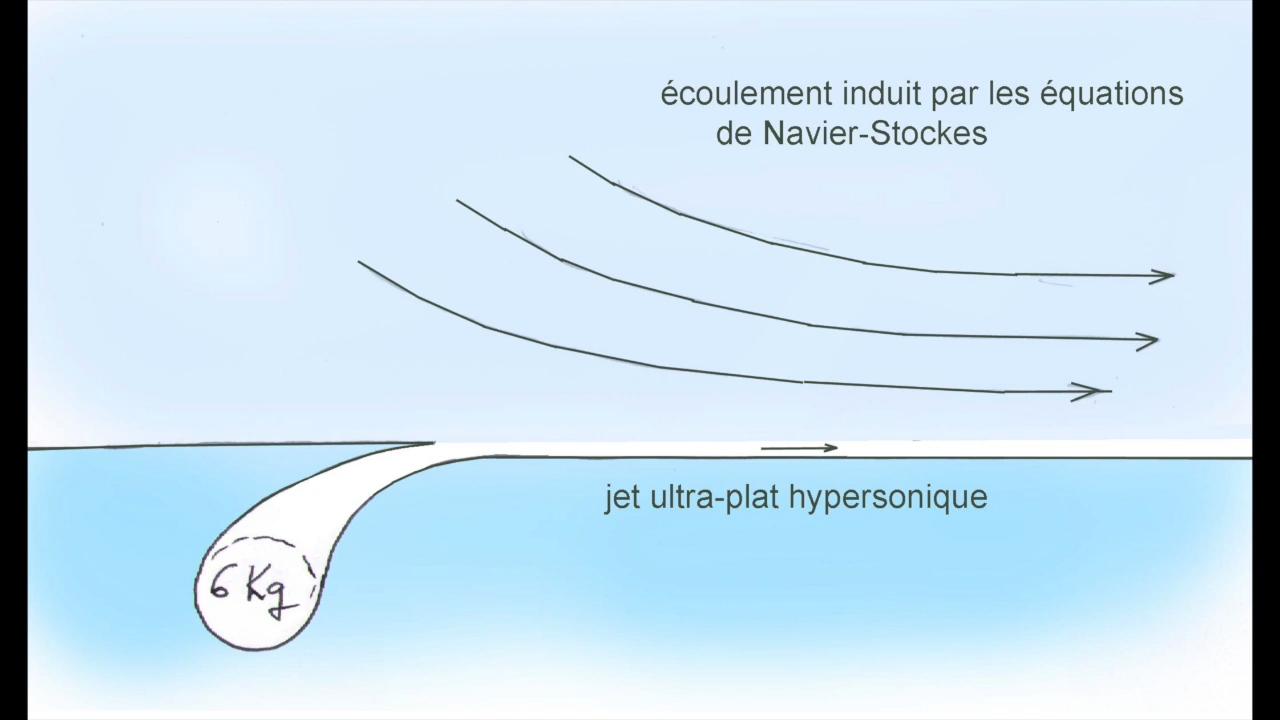 écoulement induit par les équations
de Navier-Stockes
jet ultra-plat hypersonique
6 Kg